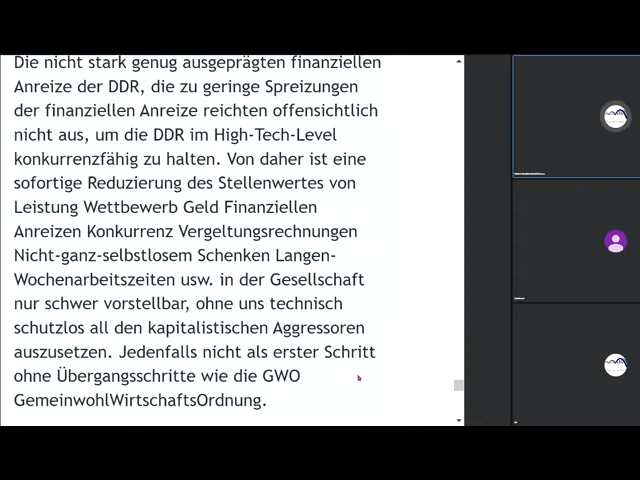 Die nicht stark genug ausgeprägten finanziellen
Anreize der DDR, die zu geringe Spreizungen
der finanziellen Anreize reichten offensichtlich
nicht aus, um die DDR im High-Tech-Level
konkurrenzfähig zu halten. Von daher ist eine
sofortige Reduzierung des Stellenwertes von
Leistung Wettbewerb Geld Finanziellen
Anreizen Konkurrenz Vergeltungsrechnungen
Nicht-ganz-selbstlosem Schenken Langen-
Wochenarbeitszeiten usw. in der Gesellschaft
nur schwer vorstellbar, ohne uns technisch
schutzlos all den kapitalistischen Aggressoren
auszusetzen. Jedenfalls nicht als erster Schritt
ohne Übergangsschritte wie die GWO
GemeinwohlWirtschaftsOrdnung.